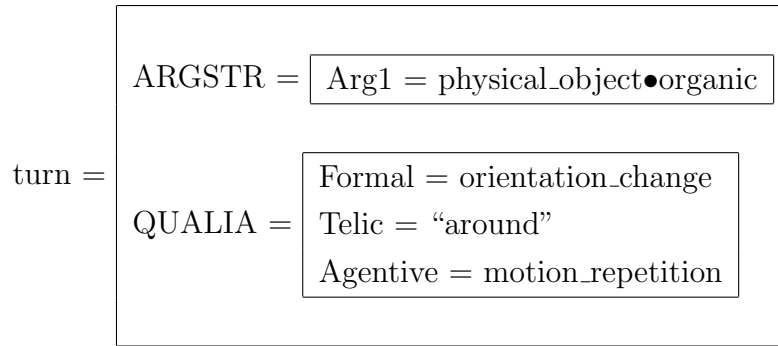 ARGSTR = Arg1 = physical_object●organic
turn =
QUALIA = Formal = orientation_change
Telic = “around”
Agentive = motion_repetition